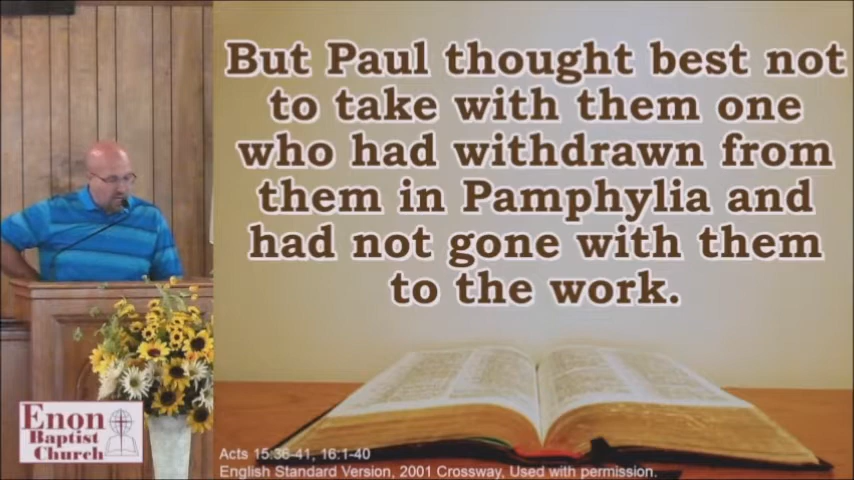 But Paul thought best not
to take with them one
who had withdrawn from
them in Pamphylia and
had not gone with them
to the work.
Enon
Baptist
Church
Acts 15:36-41, 16:1-40
English Standard Version, 2001 Crossway, Used with permission.